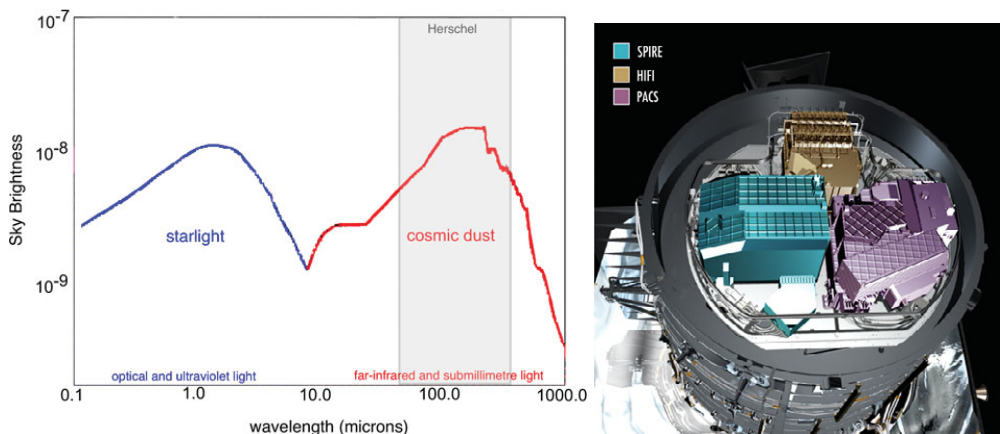 10-7
Herschel
10-8
Sky Brightness
starlight
cosmic dust
10-9
optical and ultraviolet light
far-infrared and submillimetre light
0.1
1.0
10.0
100.0
1000.0
wavelength (microns)
SPIRE
HIFI
PACS